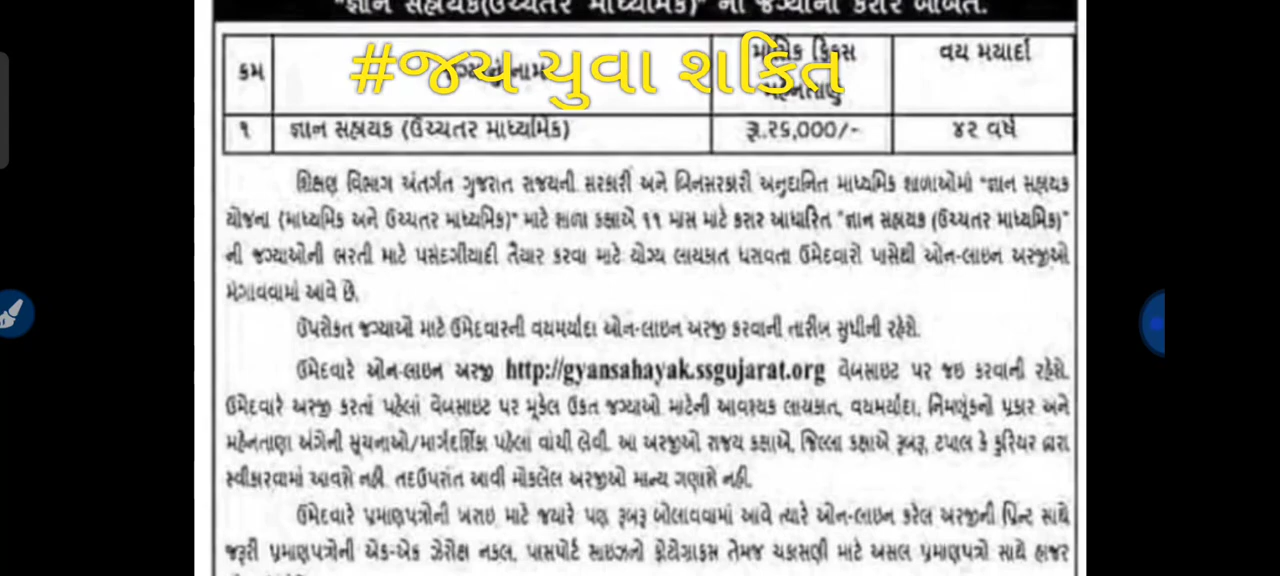 "જ્ઞાન સહાયક(ઉચ્ચતર માધ્યમિક)" ની જગ્યાના કરાર બાબત.
#જય યુવા શક્તિ
ક્રમ માસિક ફિકસ વય મયાર્દા
૧ જ્ઞાન સહાયક (ઉચ્ચતર માધ્યમિક) રૂ.૨૬,000/- ૪૨ વર્ષ
શિક્ષણ વિભાગ અંતર્ગત ગુજરાત રાજ્યની સરકારી અને બિનસરકારી અનુદાનિત માધ્યમિક શાળાઓમાં "જ્ઞાન સહાયક
યોજના (માધ્યમિક અને ઉચ્ચતર માધ્યમિક)" માટે શાળા કક્ષાએ ૧૧ માસ માટે કરાર આધારિત "જ્ઞાન સહાયક (ઉચ્ચતર માધ્યમિક)"
ની જગ્યાઓની ભરતી માટે પસંદગીયાદી તૈયાર કરવા માટે યોગ્ય લાયકાત ધરાવતા ઉમેદવારો પાસેથી ઓન-લાઇન અરજીઓ
મંગાવવામાં આવે છે.
ઉપરોકત જગ્યાઓ માટે ઉમેદવારની વયમર્યાદા ઓન-લાઇન અરજી કરવાની તારીખ સુધીની રહેશે.
ઉમેદવારે ઓન-લાઇન અરજી http://gyansahayak.ssgujarat.org વેબસાઇટ પર જઇ કરવાની રહેશે.
ઉમેદવારે અરજી કરતાં પહેલાં વેબસાઇટ પર મૂકેલ ઉકત જગ્યાઓ માટેની આવશ્યક લાયકાત, વયમર્યાદા, નિમણૂંકનો પ્રકાર અને
મહેનતાણા અંગેની સૂચનાઓ/માર્ગદર્શિકા પહેલાં વાંચી લેવી. આ અરજીઓ રાજ્ય કક્ષાએ, જિલ્લા કક્ષાએ રૂબરૂ, ટપાલ કે કુરિયર દ્વારા
સ્વીકારવામાં આવશે નહી. તદઉપરાંત આવી મોકલેલ અરજીઓ માન્ય ગણાશે નહી.
ઉમેદવારે પ્રમાણપત્રોની ખરાઇ માટે જયારે પણ રૂબરૂ બોલાવવામાં આવે ત્યારે ઓન-લાઇન કરેલ અરજીની પ્રિન્ટ સાથે
જરૂરી પ્રમાણપત્રોની એક-એક ઝેરોક્ષ નકલ, પાસપોર્ટ સાઇઝનો ફોટોગ્રાફસ તેમજ ચકાસણી માટે અસલ પ્રમાણપત્રો સાથે હાજર